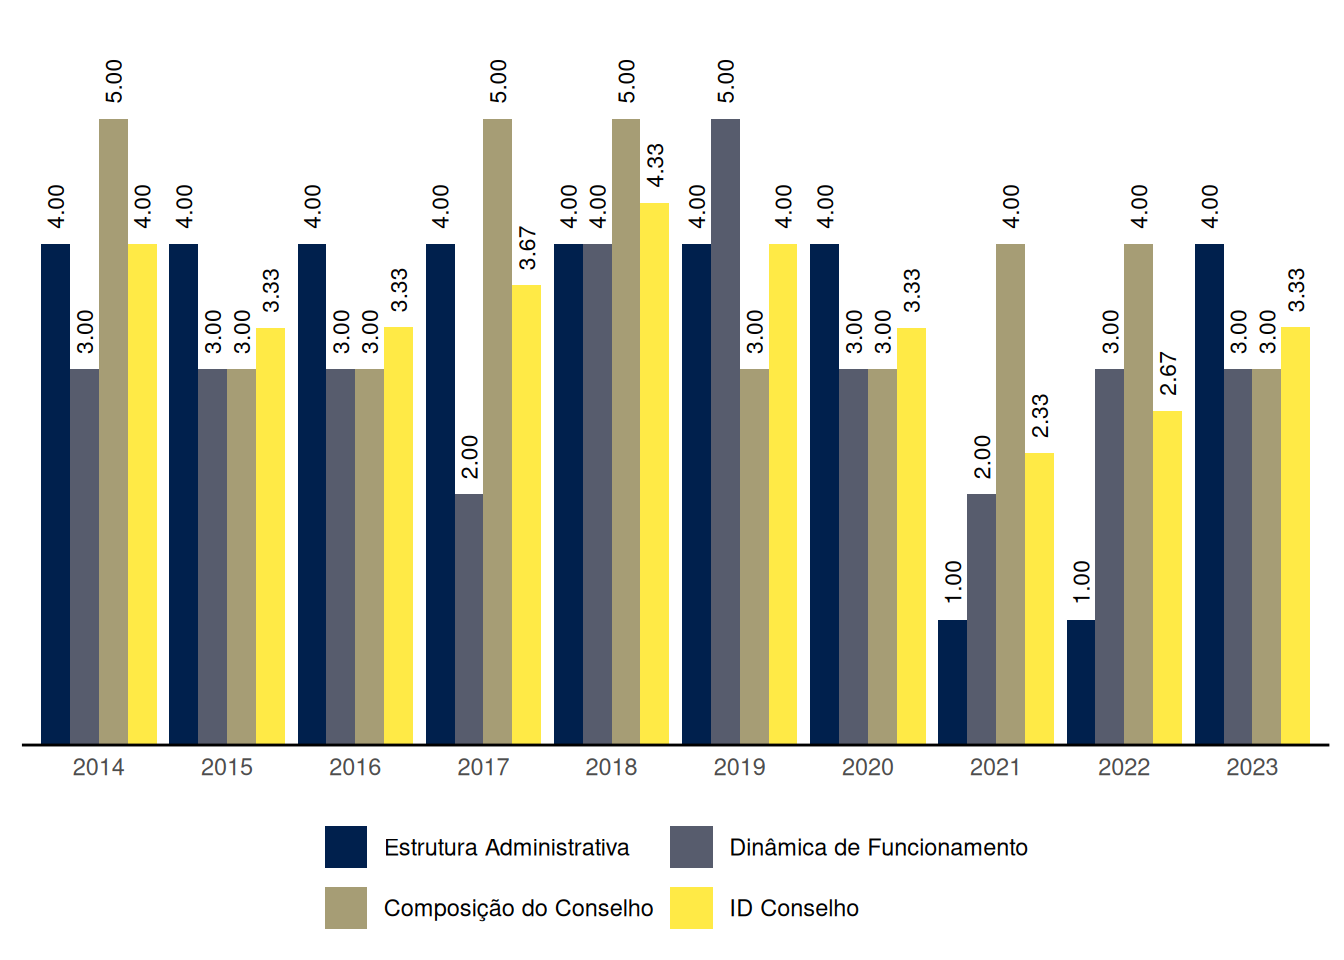 4.00 3.00 5.00 4.00 4.00 3.00 3.00 3.33 4.00 3.00 3.00 3.33 4.00 2.00 5.00 3.67 4.00 4.00 5.00 4.33 4.00 5.00 3.00 4.00 4.00 3.00 3.00 3.33 1.00 2.00 4.00 2.33 1.00 3.00 4.00 2.67 4.00 3.00 3.00 3.33
2014 2015 2016 2017 2018 2019 2020 2021 2022 2023
Estrutura Administrativa Dinâmica de Funcionamento
Composição do Conselho ID Conselho